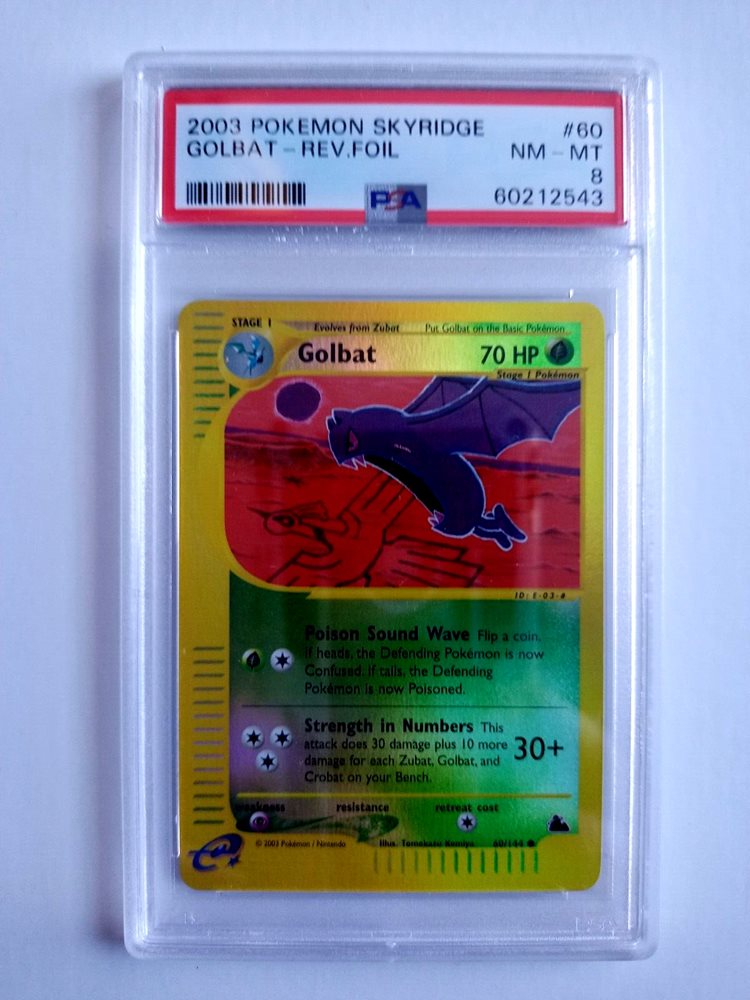 2003 POKEMON SKYRIDGE #60
GOLBAT - REV.FOIL NM - MT
8
PSA 60212543
STAGE 1 Evolves from Zubat Put Golbat on the Basic Pokémon
Golbat 70 HP
Stage 1 Pokémon
ID: E-03-#
Poison Sound Wave Flip a coin.
If heads, the Defending Pokémon is now
Confused. If tails, the Defending
Pokémon is now Poisoned.
Strength in Numbers This
attack does 30 damage plus 10 more 30+
damage for each Zubat, Golbat, and
Crobat on your Bench.
weakness resistance retreat cost
© 2003 Pokémon / Nintendo Illus. Tomokazu Komiya 60/144